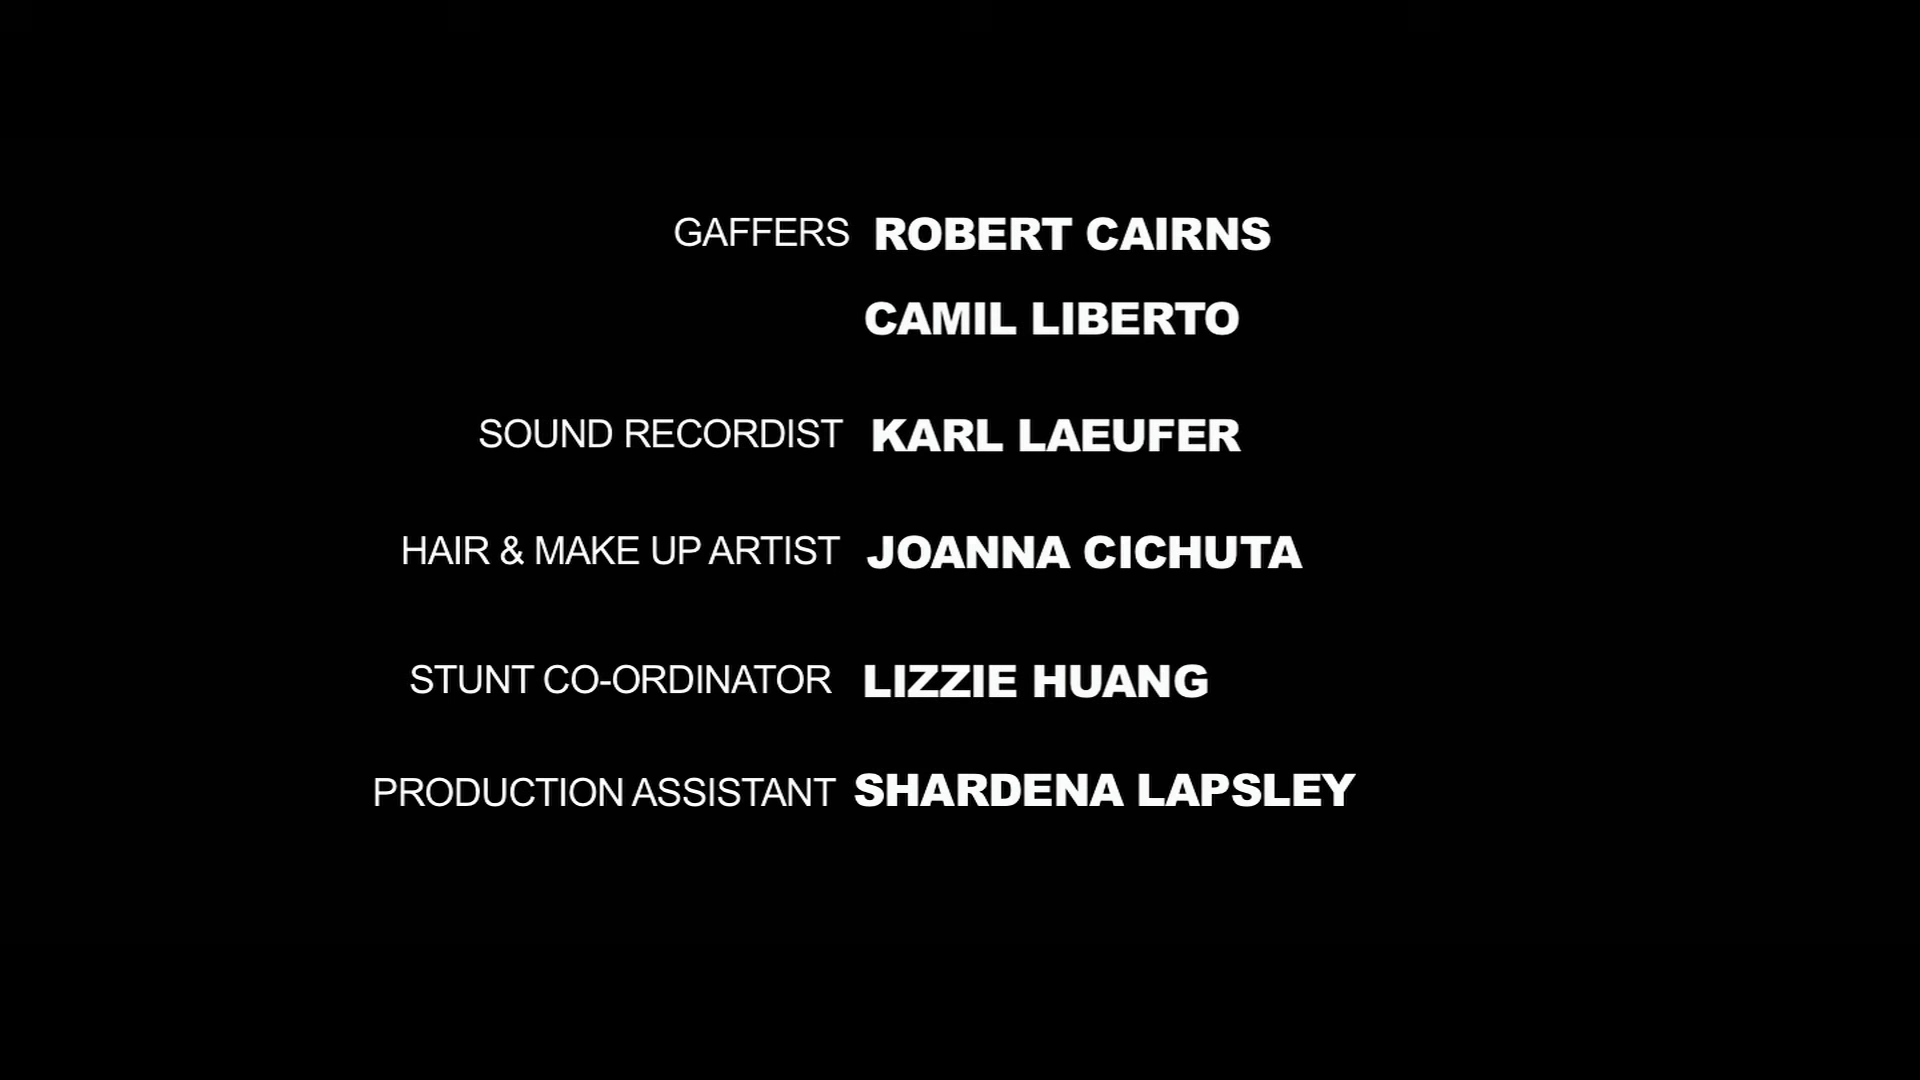 GAFFERS ROBERT CAIRNS
CAMIL LIBERTO
SOUND RECORDIST KARL LAEUFER
HAIR & MAKE UP ARTIST JOANNA CICHUTA
STUNT CO-ORDINATOR LIZZIE HUANG
PRODUCTION ASSISTANT SHARDENA LAPSLEY